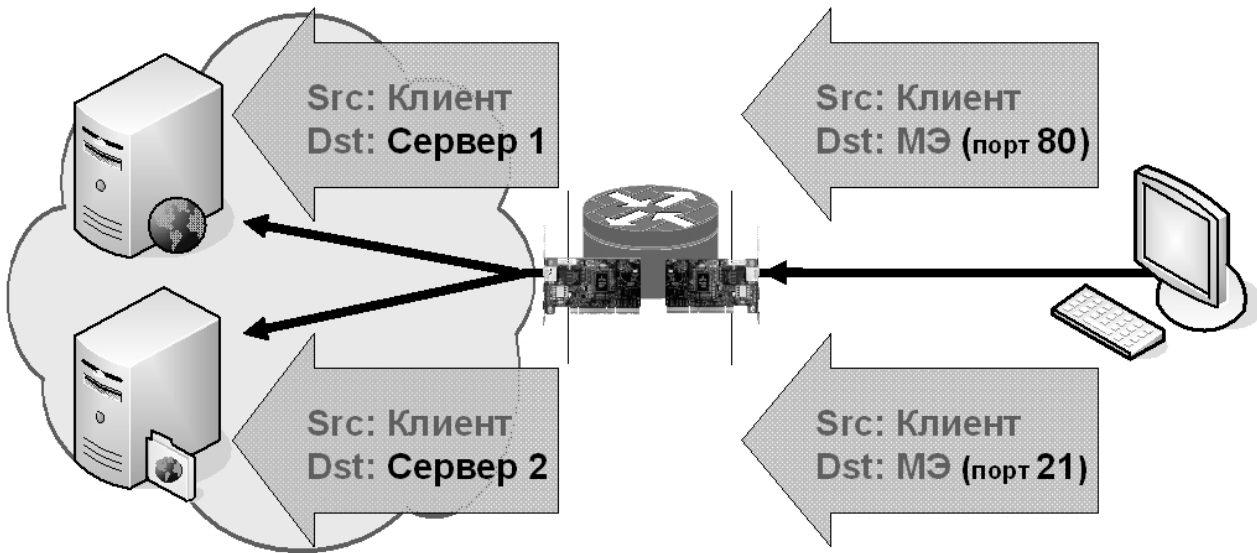 Src: Клиент
Dst: Сервер 1
Src: Клиент
Dst: МЭ (порт 80)
Src: Клиент
Dst: Сервер 2
Src: Клиент
Dst: МЭ (порт 21)